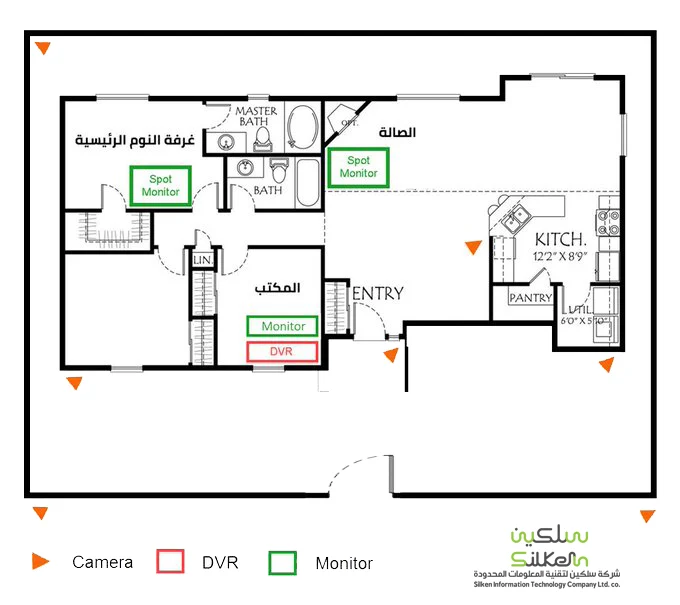 MASTER
BATH
OPT.
غرفة النوم الرئيسية
الصالة
Spot
Monitor
Spot
Monitor
BATH
KITCH.
12'2" X 8'9"
LIN.
المكتب
ENTRY
PANTRY
UTIL.
6'0" X 5'10"
Monitor
DVR
Camera
DVR
Monitor
سلكين
Silken
شركة سلكين لتقنية المعلومات المحدودة
Silken Information Technology Company Ltd. co.